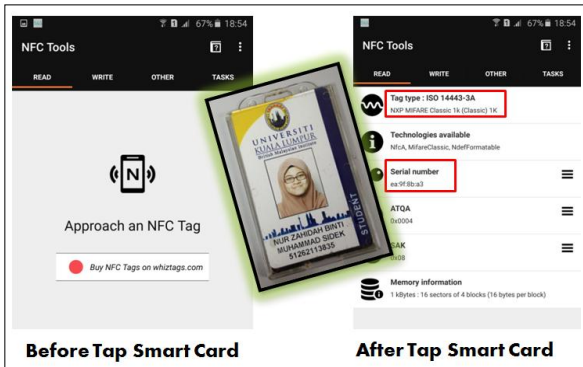 67% 18:54
NFC Tools
READ WRITE OTHER TASKS
N
Approach an NFC Tag
Buy NFC Tags on whiztags.com
Before Tap Smart Card
UNIVERSITI
KUALA LUMPUR
British Malaysian Institute
STUDENT
NUR ZAHIDAH BINTI
MUHAMMAD SIDEK
51262113835
67% 18:54
NFC Tools
READ WRITE OTHER TASKS
Tag type : ISO 14443-3A
NXP MIFARE Classic 1k (Classic) 1K
Technologies available
NfcA, MifareClassic, NdefFormatable
Serial number
ea:9f:8b:a3
ATQA
0x0004
SAK
0x08
Memory information
1 kBytes : 16 sectors of 4 blocks (16 bytes per block)
After Tap Smart Card